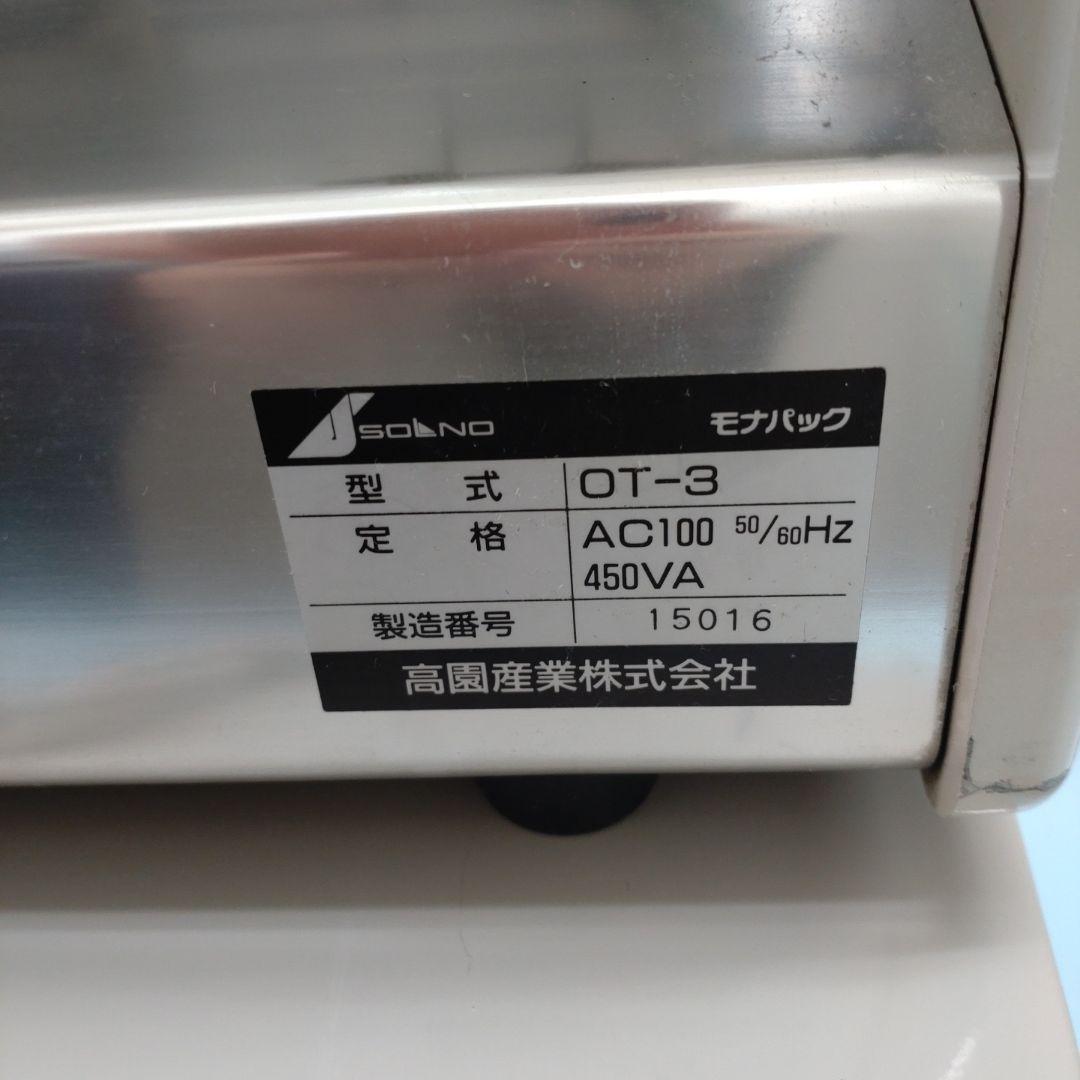 SOLNO モナパック
型式 OT-3
定格 AC100 50/60Hz
450VA
製造番号 15016
高園産業株式会社